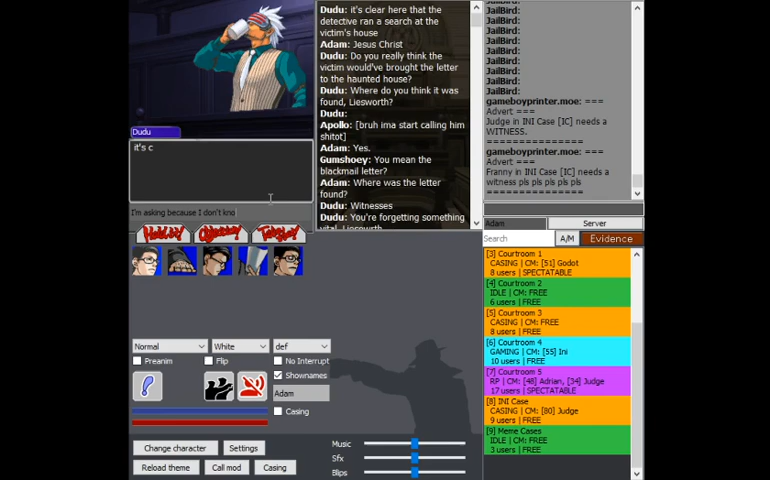 Dudu
it's c
I'm asking because I don't kno
Hold It!
Objection!
Take That!
Normal
White
def
Preanim
Flip
No Interrupt
Shownames
Adam
Casing
Change character
Settings
Reload theme
Call mod
Casing
Music
Sfx
Blips
Dudu: it's clear here that the
detective ran a search at the
victim's house
Adam: Jesus Christ
Dudu: Do you really think the
victim would've brought the letter
to the haunted house?
Dudu: Where do you think it was
found, Liesworth?
Dudu:
Apollo: [bruh ima start calling him
shitot]
Adam: Yes.
Gumshoey: You mean the
blackmail letter?
Adam: Where was the letter
found?
Dudu: Witnesses
Dudu: You're forgetting something
vital, Liesworth
JailBird:
JailBird:
JailBird:
JailBird:
JailBird:
JailBird:
JailBird:
JailBird:
gameboyprinter.moe: ===
Advert ===
Judge in INI Case [IC] needs a
WITNESS.
===============
gameboyprinter.moe: ===
Advert ===
Franny in INI Case [IC] needs a
witness pls pls pls pls pls
===============
Adam
Server
Search
A/M
Evidence
[3] Courtroom 1
CASING | CM: [51] Godot
8 users | SPECTATABLE
[4] Courtroom 2
IDLE | CM: FREE
6 users | FREE
[5] Courtroom 3
CASING | CM: FREE
8 users | FREE
[6] Courtroom 4
GAMING | CM: [55] Ini
10 users | FREE
[7] Courtroom 5
RP | CM: [48] Adrian, [34] Judge
17 users | SPECTATABLE
[8] INI Case
CASING | CM: [80] Judge
9 users | FREE
[9] Meme Cases
IDLE | CM: FREE
3 users | FREE